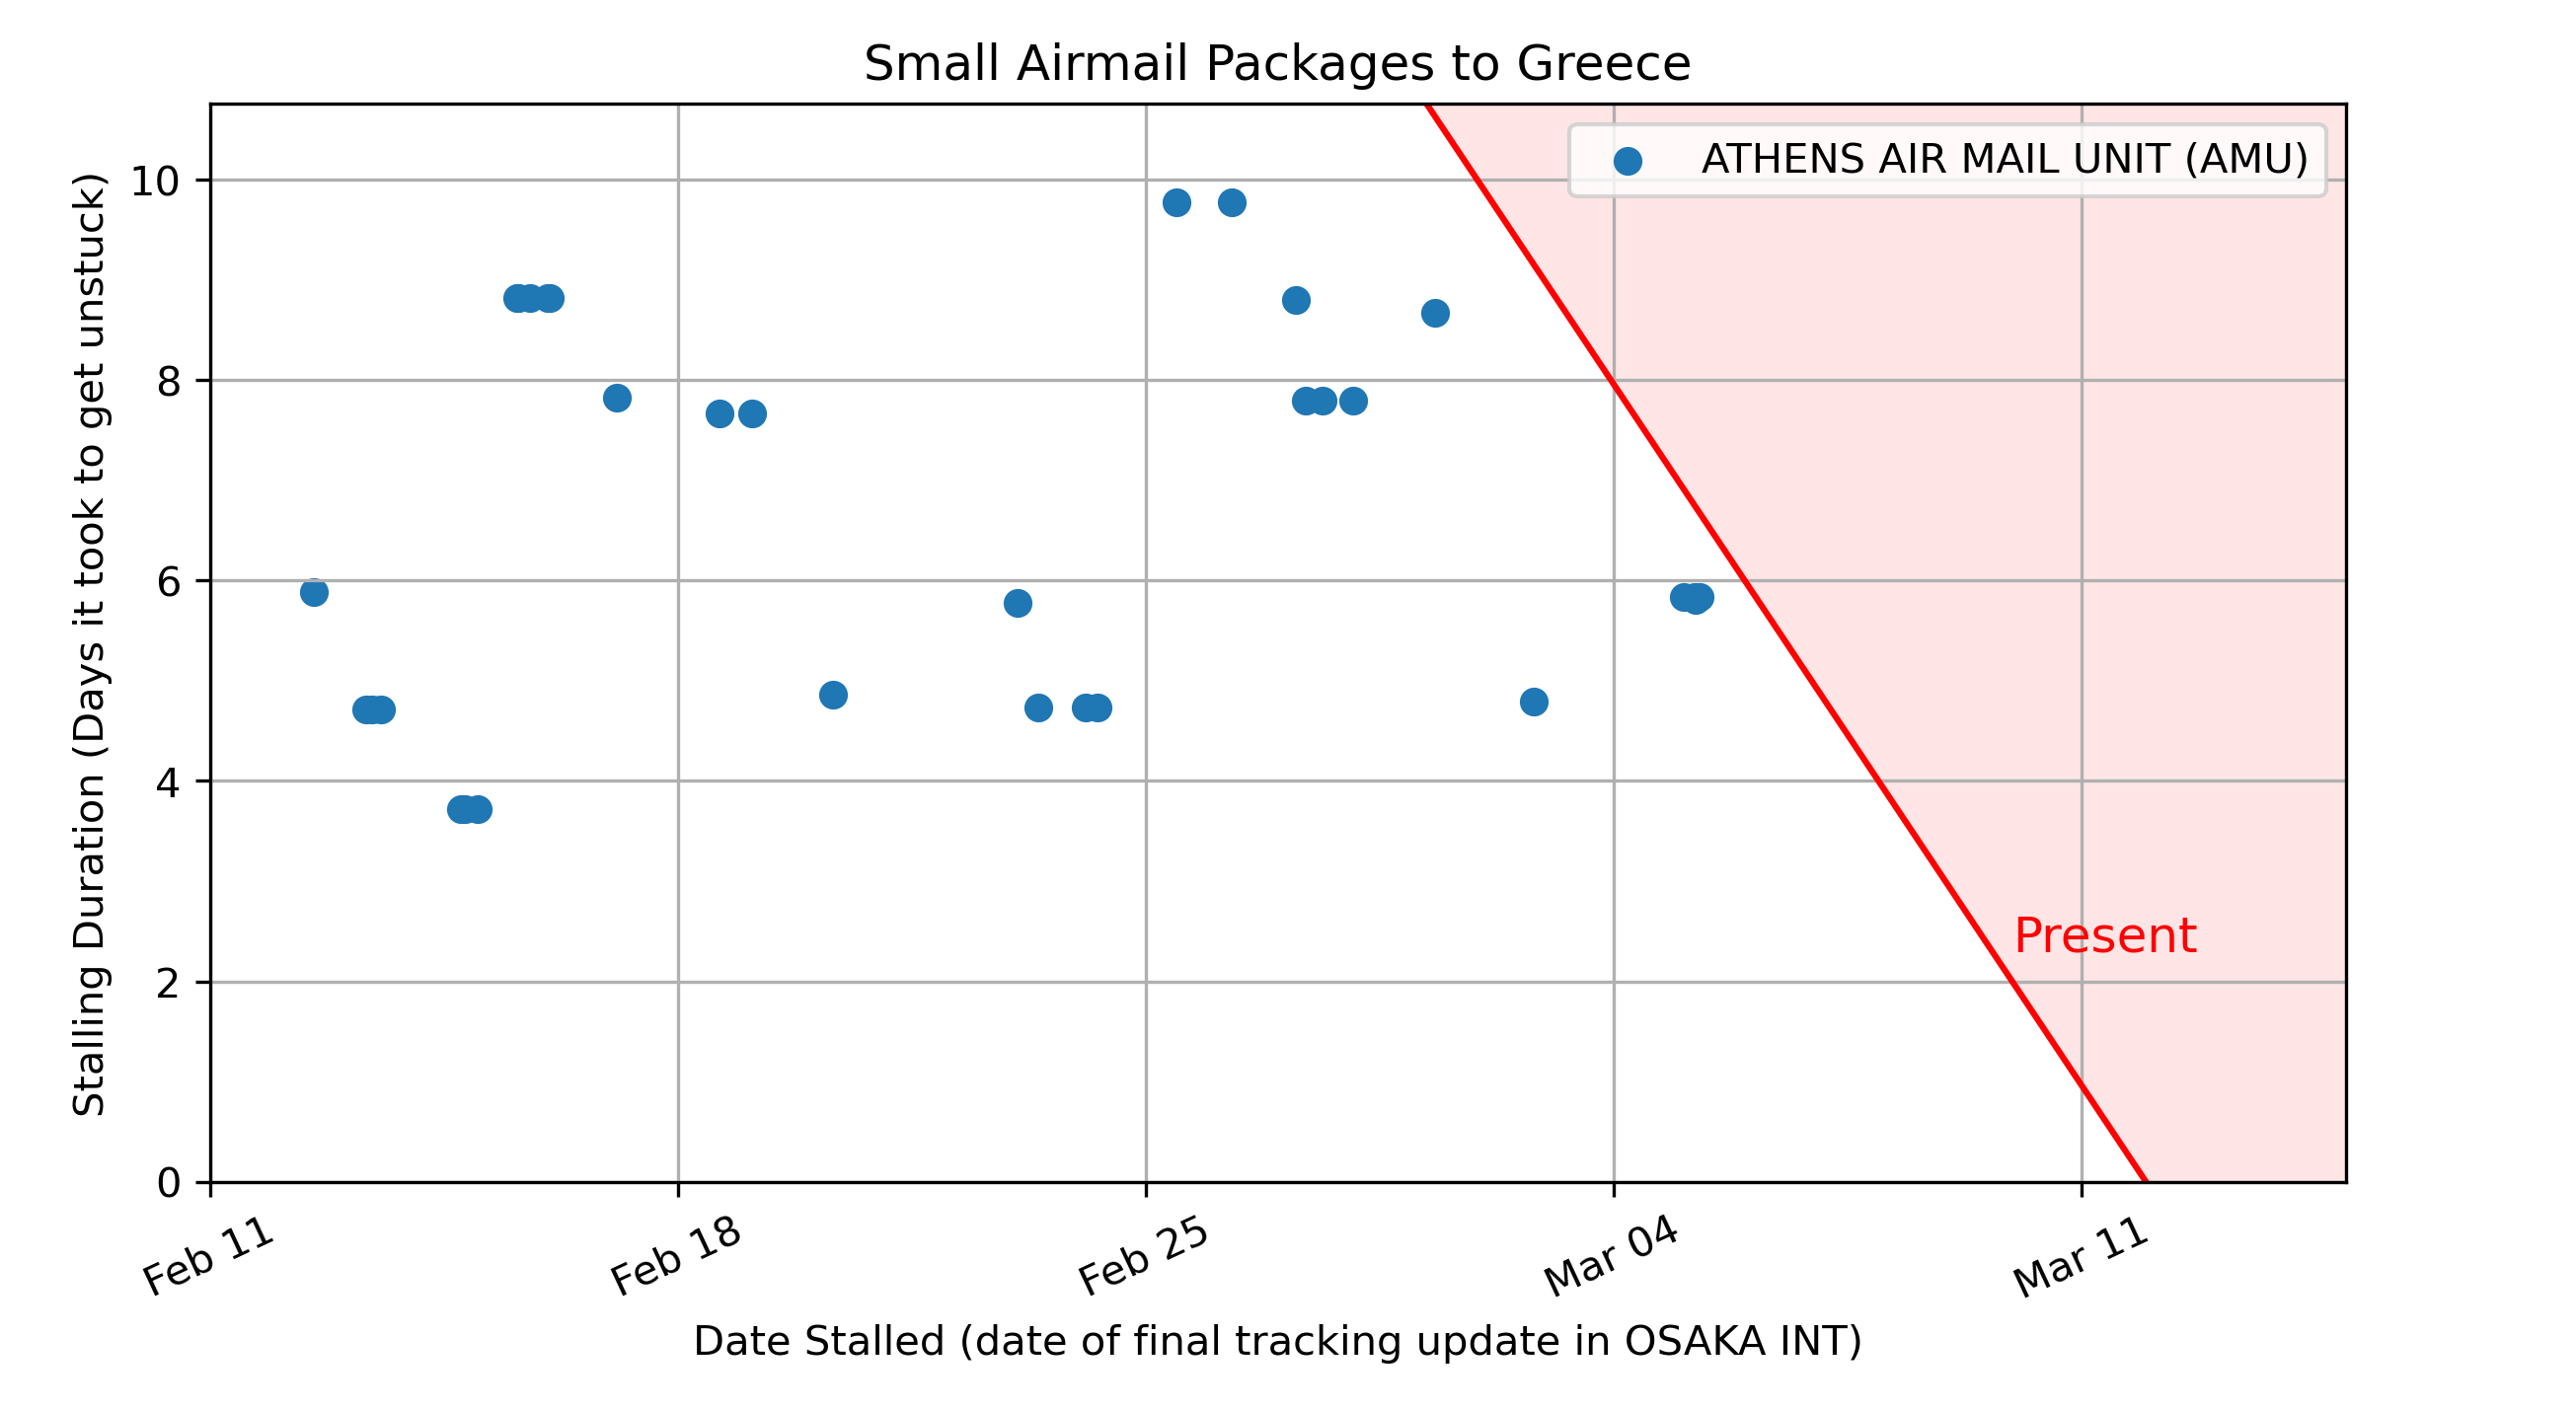 Small Airmail Packages to Greece
ATHENS AIR MAIL UNIT (AMU)
Stalling Duration (Days it took to get unstuck)
10
8
6
4
2
0
Present
Feb 11
Feb 18
Feb 25
Mar 04
Mar 11
Date Stalled (date of final tracking update in OSAKA INT)